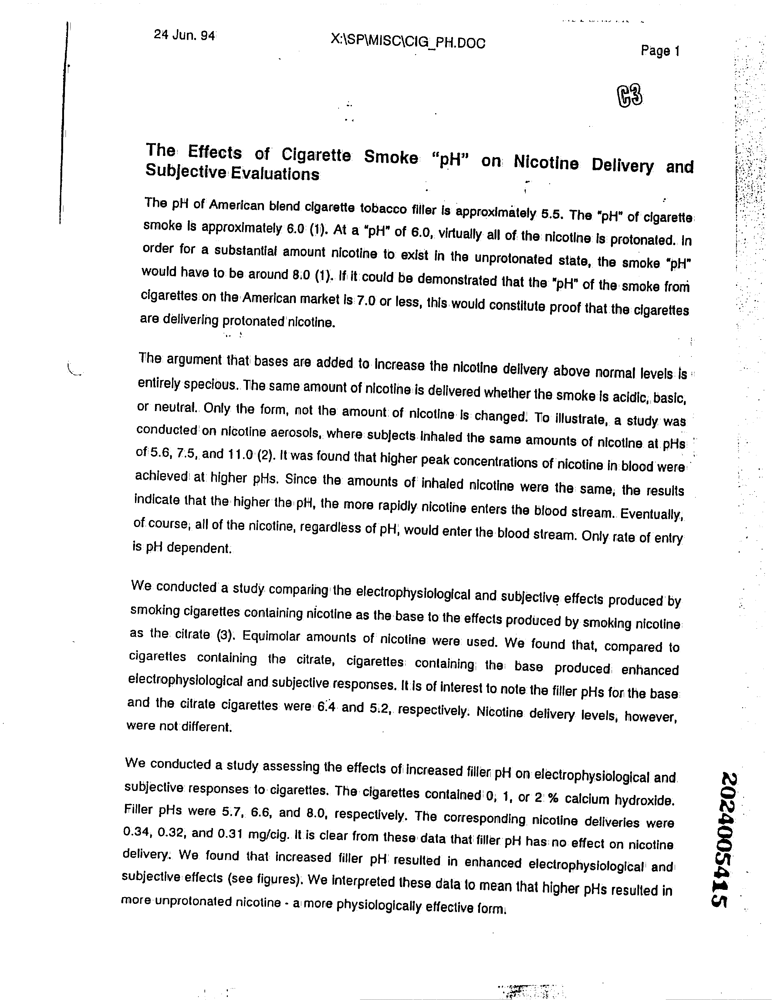 24 Jun. 94
X:\SP\MISC\CIG_PH.DOC
Page 1
C3
The Effects of Cigarette Smoke "pH" on Nicotine Delivery and
Subjective Evaluations
The pH of American blend cigarette tobacco filler is approximately 5.5. The "pH" of cigarette
smoke is approximately 6.0 (1). At a "pH" of 6.0, virtually all of the nicotine is protonated. In
order for a substantial amount nicotine to exist in the unprotonated state, the smoke "pH"
would have to be around 8.0 (1). If it could be demonstrated that the "pH" of the smoke from
cigarettes on the American market is 7.0 or less, this would constitute proof that the cigarettes
are delivering protonated nicotine.
The argument that bases are added to increase the nicotine delivery above normal levels is
entirely specious. The same amount of nicotine is delivered whether the smoke is acidic, basic,
or neutral. Only the form, not the amount of nicotine is changed. To illustrate, a study was
conducted on nicotine aerosols, where subjects inhaled the same amounts of nicotine at pHs
of 5.6, 7.5, and 11.0 (2). It was found that higher peak concentrations of nicotine in blood were
achieved at higher pHs. Since the amounts of inhaled nicotine were the same, the results
indicate that the higher the pH, the more rapidly nicotine enters the blood stream. Eventually,
of course, all of the nicotine, regardless of pH, would enter the blood stream. Only rate of entry
is pH dependent.
We conducted a study comparing the electrophysiological and subjective effects produced by
smoking cigarettes containing nicotine as the base to the effects produced by smoking nicotine
as the citrate (3). Equimolar amounts of nicotine were used. We found that, compared to
cigarettes containing the citrate, cigarettes containing the base produced enhanced
electrophysiological and subjective responses. It is of interest to note the filler pHs for the base
and the citrate cigarettes were 6.4 and 5.2, respectively. Nicotine delivery levels, however,
were not different.
We conducted a study assessing the effects of increased filler pH on electrophysiological and
subjective responses to cigarettes. The cigarettes contained 0, 1, or 2 % calcium hydroxide.
Filler pHs were 5.7, 6.6, and 8.0, respectively. The corresponding nicotine deliveries were
0.34, 0.32, and 0.31 mg/cig. It is clear from these data that filler pH has no effect on nicotine
delivery. We found that increased filler pH resulted in enhanced electrophysiological and
subjective effects (see figures). We interpreted these data to mean that higher pHs resulted in
more unprotonated nicotine - a more physiologically effective form.
2024005415